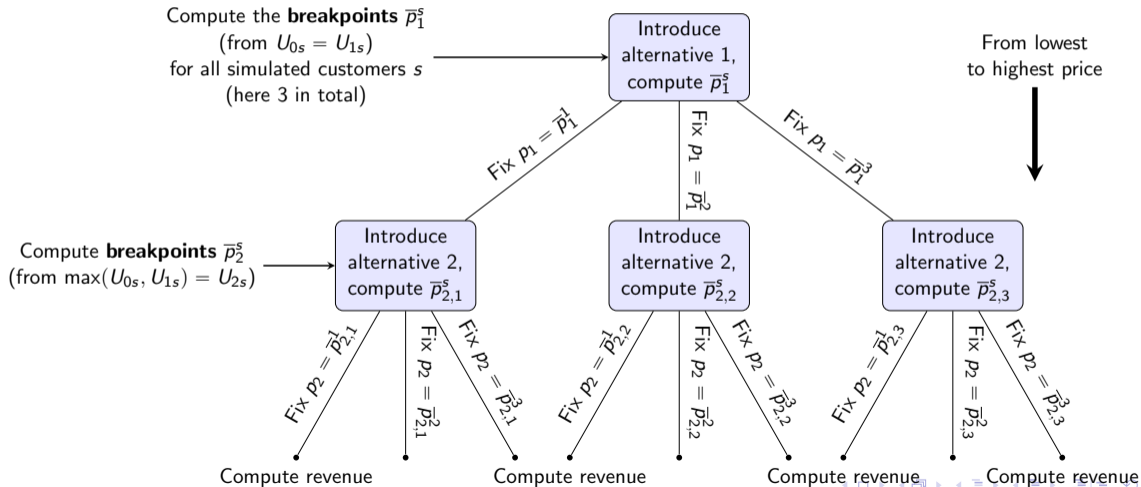 Compute the breakpoints p̅₁ˢ
(from U₀ₛ = U₁ₛ)
for all simulated customers s
(here 3 in total)
Introduce
alternative 1,
compute p̅₁ˢ
From lowest
to highest price
Fix p₁ = p̅₁¹
Fix p₁ = p̅₁²
Fix p₁ = p̅₁³
Compute breakpoints p̅₂ˢ
(from max(U₀ₛ, U₁ₛ) = U₂ₛ)
Introduce
alternative 2,
compute p̅ˢ₂,₁
Introduce
alternative 2,
compute p̅ˢ₂,₂
Introduce
alternative 2,
compute p̅ˢ₂,₃
Fix p₂ = p̅¹₂,₁
Fix p₂ = p̅²₂,₁
Fix p₂ = p̅³₂,₁
Fix p₂ = p̅¹₂,₂
Fix p₂ = p̅²₂,₂
Fix p₂ = p̅³₂,₂
Fix p₂ = p̅¹₂,₃
Fix p₂ = p̅²₂,₃
Fix p₂ = p̅³₂,₃
Compute revenue
Compute revenue
Compute revenue
Compute revenue